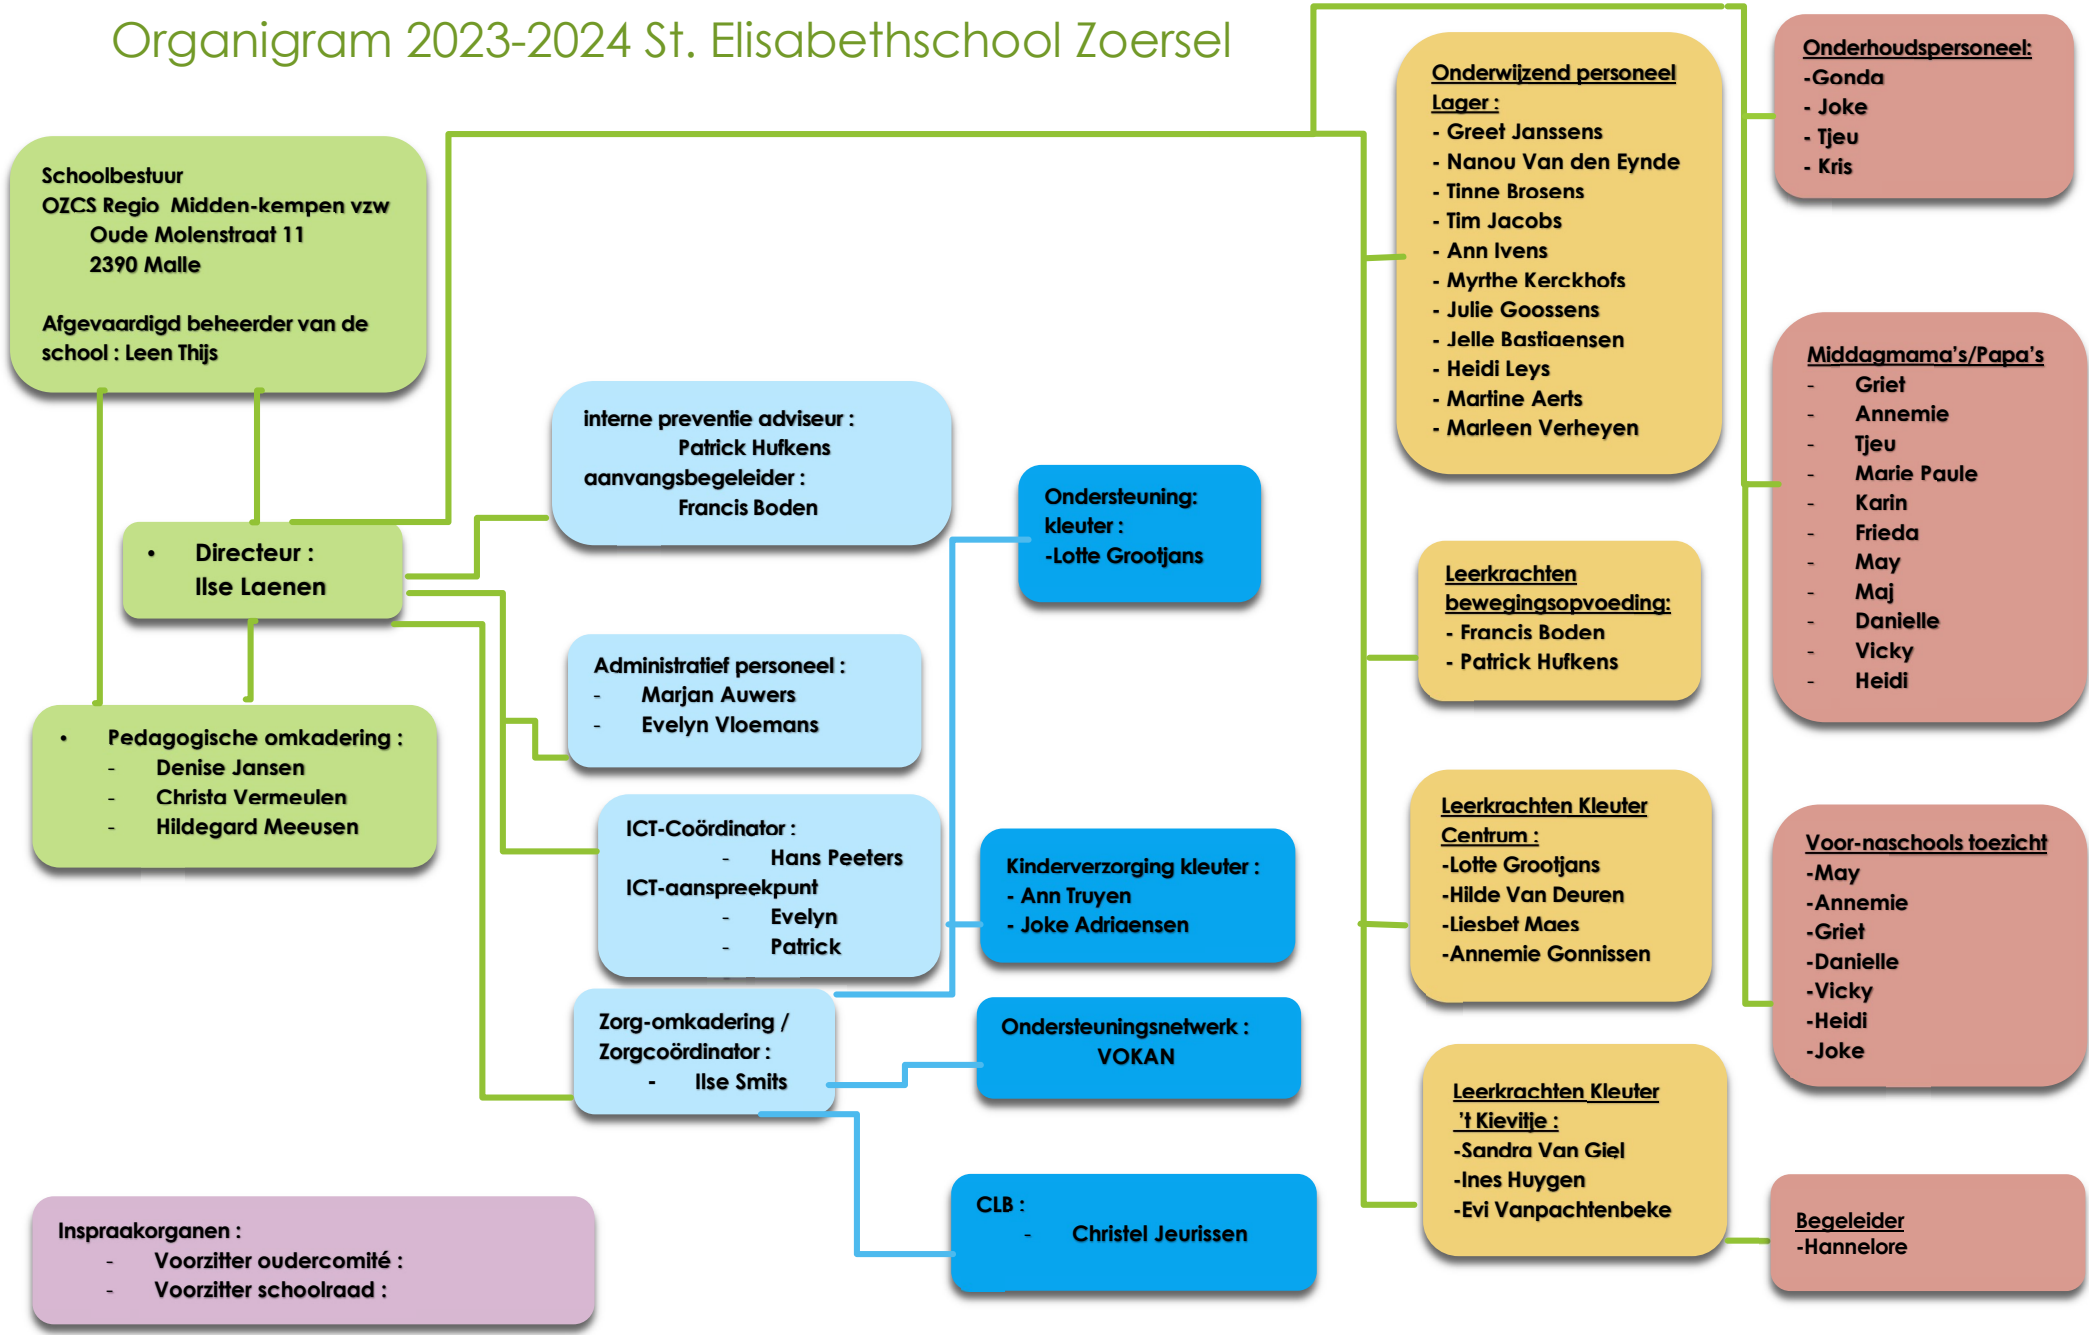 Organigram 2023-2024 St. Elisabethschool Zoersel
Schoolbestuur
OZCS Regio Midden-kempen vzw
Oude Molenstraat 11
2390 Malle
Afgevaardigd beheerder van de
school : Leen Thijs
• Directeur :
Ilse Laenen
• Pedagogische omkadering :
- Denise Jansen
- Christa Vermeulen
- Hildegard Meeusen
Inspraakorganen :
- Voorzitter oudercomité :
- Voorzitter schoolraad :
interne preventie adviseur :
Patrick Hufkens
aanvangsbegeleider :
Francis Boden
Administratief personeel :
- Marjan Auwers
- Evelyn Vloemans
ICT-Coördinator :
- Hans Peeters
ICT-aanspreekpunt
- Evelyn
- Patrick
Zorg-omkadering /
Zorgcoördinator :
- Ilse Smits
Ondersteuning:
kleuter :
-Lotte Grootjans
Kinderverzorging kleuter :
- Ann Truyen
- Joke Adriaensen
Ondersteuningsnetwerk :
VOKAN
CLB :
- Christel Jeurissen
Onderwijzend personeel
Lager :
- Greet Janssens
- Nanou Van den Eynde
- Tinne Brosens
- Tim Jacobs
- Ann Ivens
- Myrthe Kerckhofs
- Julie Goossens
- Jelle Bastiaensen
- Heidi Leys
- Martine Aerts
- Marleen Verheyen
Leerkrachten
bewegingsopvoeding:
- Francis Boden
- Patrick Hufkens
Leerkrachten Kleuter
Centrum :
-Lotte Grootjans
-Hilde Van Deuren
-Liesbet Maes
-Annemie Gonnissen
Leerkrachten Kleuter
't Kievitje :
-Sandra Van Giel
-Ines Huygen
-Evi Vanpachtenbeke
Onderhoudspersoneel:
-Gonda
- Joke
- Tjeu
- Kris
Middagmama's/Papa's
- Griet
- Annemie
- Tjeu
- Marie Paule
- Karin
- Frieda
- May
- Maj
- Danielle
- Vicky
- Heidi
Voor-naschools toezicht
-May
-Annemie
-Griet
-Danielle
-Vicky
-Heidi
-Joke
Begeleider
-Hannelore